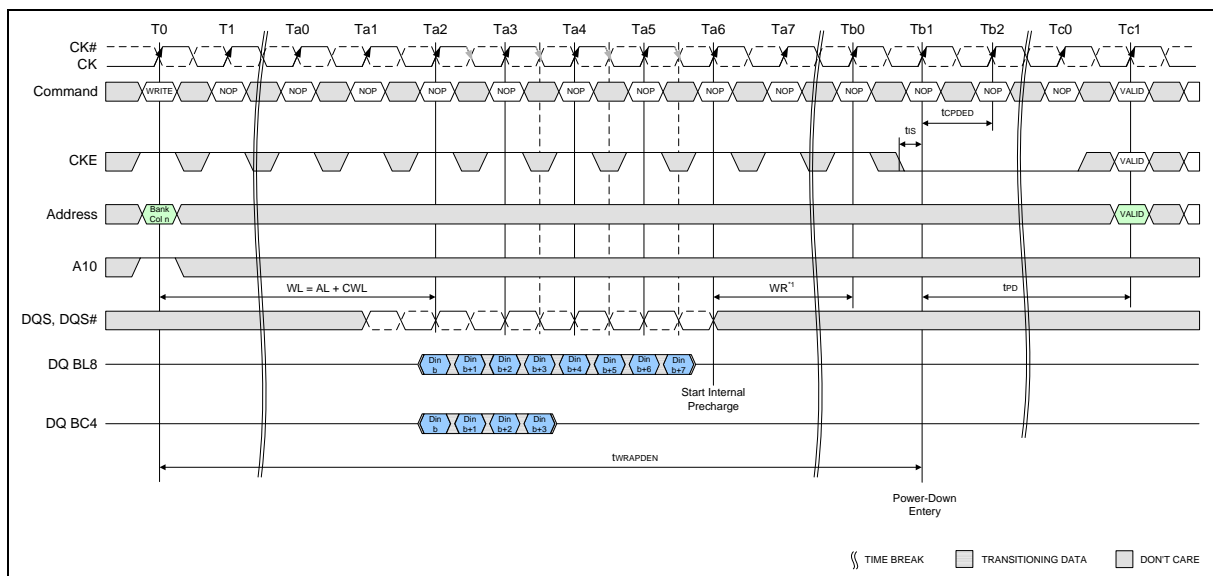 T0 T1 Ta0 Ta1 Ta2 Ta3 Ta4 Ta5 Ta6 Ta7 Tb0 Tb1 Tb2 Tc0 Tc1
CK#
CK
Command WRITE NOP NOP NOP NOP NOP NOP NOP NOP NOP NOP NOP NOP NOP VALID
tCPDED
tIS
CKE VALID
Address Bank Col n VALID
A10
WL = AL + CWL WR*1 tPD
DQS, DQS#
DQ BL8 Din b Din b+1 Din b+2 Din b+3 Din b+4 Din b+5 Din b+6 Din b+7
Start Internal
Precharge
DQ BC4 Din b Din b+1 Din b+2 Din b+3
tWRAPDEN
Power-Down
Entery
TIME BREAK TRANSITIONING DATA DON'T CARE